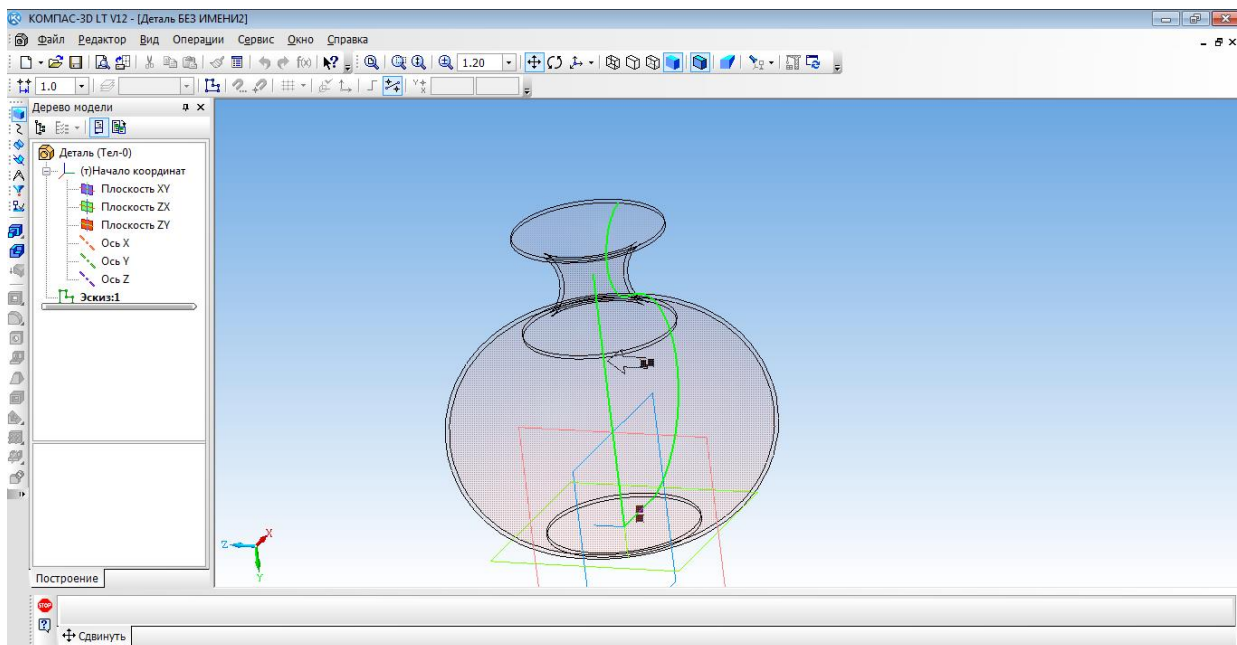 КОМПАС-3D LT V12 - [Деталь БЕЗ ИМЕНИ2]
Файл Редактор Вид Операции Сервис Окно Справка
f(x) 1.20
1.0
Дерево модели
Деталь (Тел-0)
(т)Начало координат
Плоскость XY
Плоскость ZX
Плоскость ZY
Ось X
Ось Y
Ось Z
Эскиз:1
Z X
Y
Построение
STOP
Сдвинуть